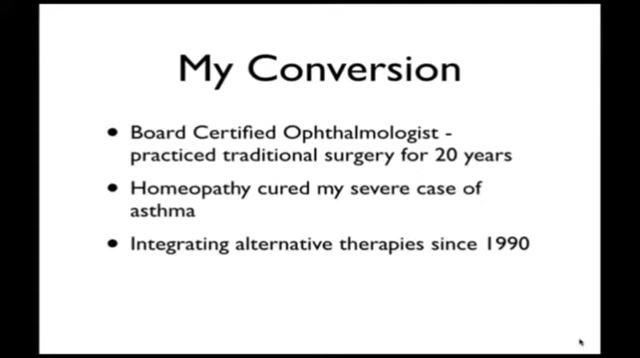 My Conversion
• Board Certified Ophthalmologist -
practiced traditional surgery for 20 years
• Homeopathy cured my severe case of
asthma
• Integrating alternative therapies since 1990